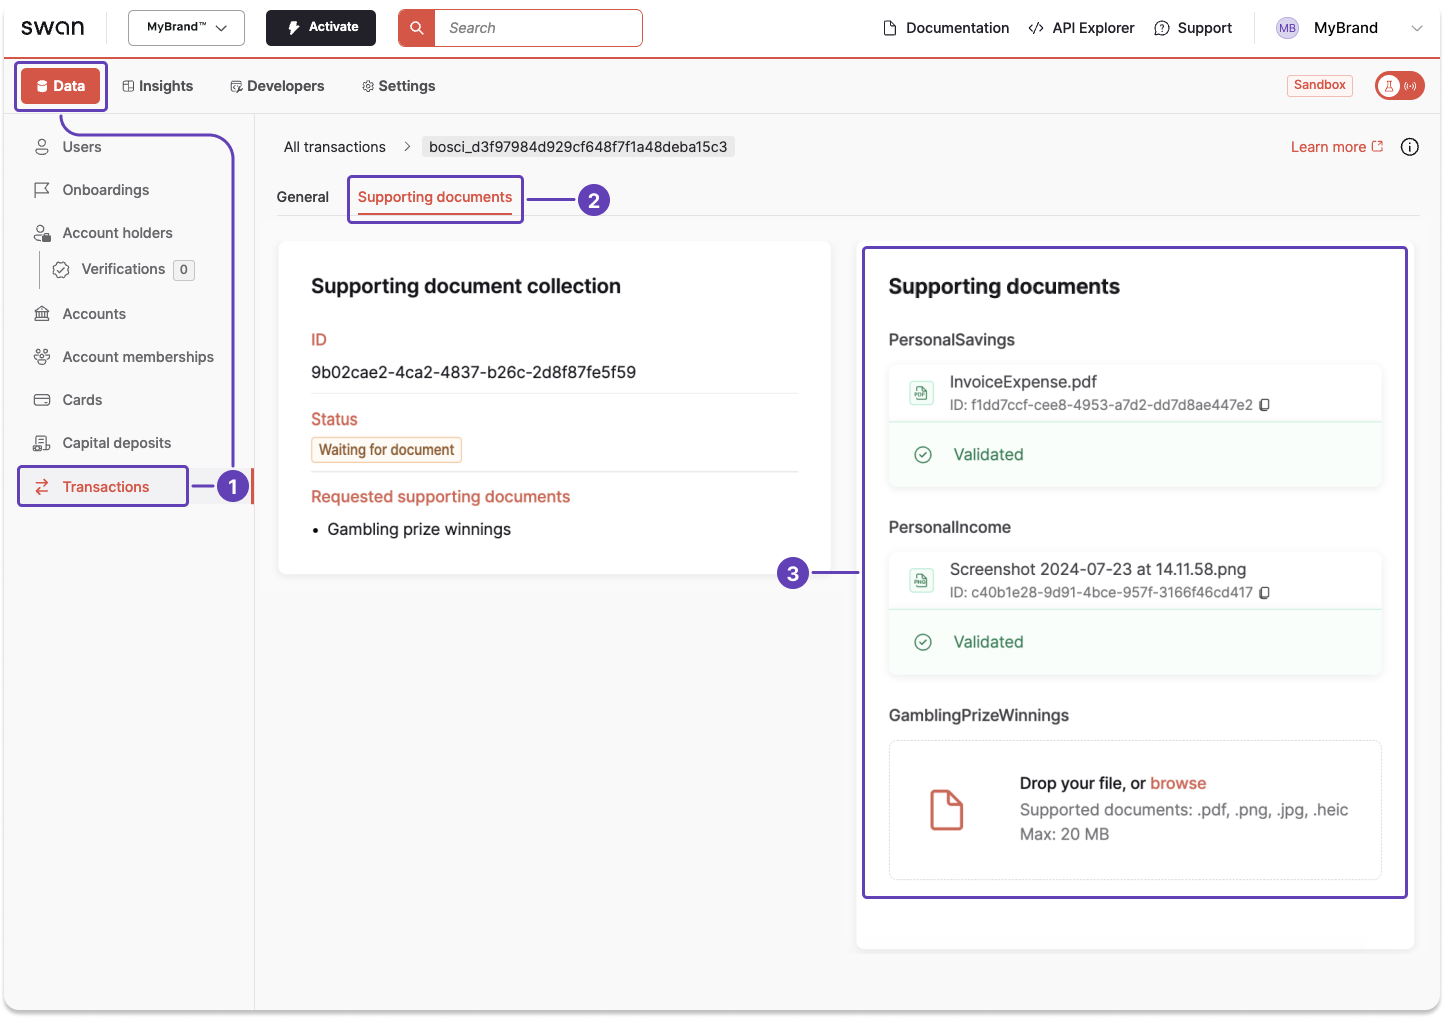 swan
MyBrand™
Activate
Search
Documentation
API Explorer
Support
MB
MyBrand
Data
Insights
Developers
Settings
Sandbox
Users
Onboardings
Account holders
Verifications 0
Accounts
Account memberships
Cards
Capital deposits
Transactions
1
All transactions
bosci_d3f97984d929cf648f7f1a48deba15c3
Learn more
General
Supporting documents
2
Supporting document collection
ID
9b02cae2-4ca2-4837-b26c-2d8f87fe5f59
Status
Waiting for document
Requested supporting documents
• Gambling prize winnings
3
Supporting documents
PersonalSavings
PDF
InvoiceExpense.pdf
ID: f1dd7ccf-cee8-4953-a7d2-dd7d8ae447e2
Validated
PersonalIncome
PNG
Screenshot 2024-07-23 at 14.11.58.png
ID: c40b1e28-9d91-4bce-957f-3166f46cd417
Validated
GamblingPrizeWinnings
Drop your file, or browse
Supported documents: .pdf, .png, .jpg, .heic
Max: 20 MB